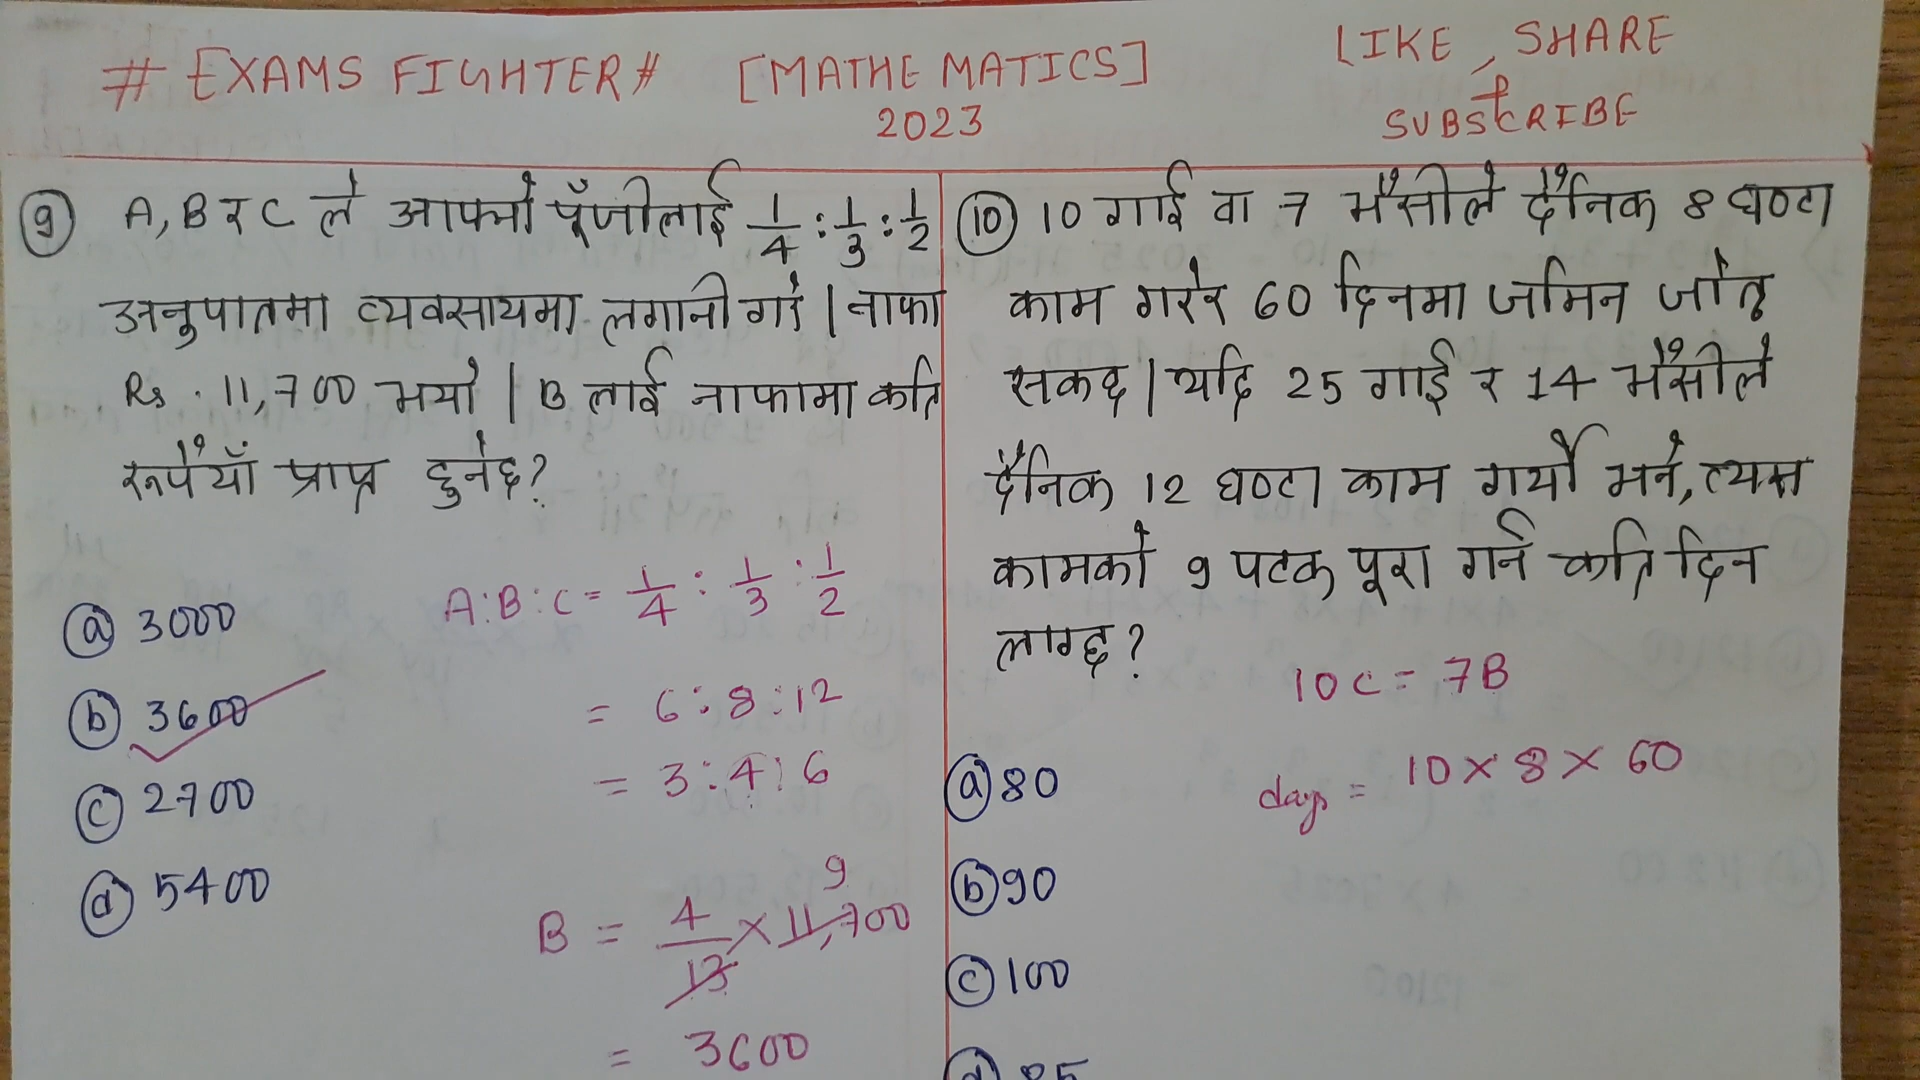 # EXAMS FIGHTER # [MATHEMATICS] 2023
LIKE, SHARE & SUBSCRIBE
9 A, B र C ले आफ्नो पूँजीलाई 1/4 : 1/3 : 1/2
अनुपातमा व्यवसायमा लगानी गरे | नाफा
Rs. 11,700 भयो | B लाई नाफामा कति
रूपैयाँ प्राप्त हुनेछ?
a 3000
b 3600
c 2700
d 5400
A:B:C = 1/4 : 1/3 : 1/2
= 6:8:12
= 3:4:6
9
B = 4/13 × 11,700
= 3600
10 10 गाई वा 7 भैंसीले दैनिक 8 घण्टा
काम गरेर 60 दिनमा जमिन जोत्न
सकछ | यदि 25 गाई र 14 भैंसीले
दैनिक 12 घण्टा काम गर्यो भने, त्यस
कामको 9 पटक पूरा गर्न कति दिन
लाग्छ?
10C = 7B
days = 10 × 8 × 60
a 80
b 90
c 100
d 85